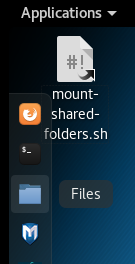 Applications
#!
mount-
shared-
folders.sh
>_
Files